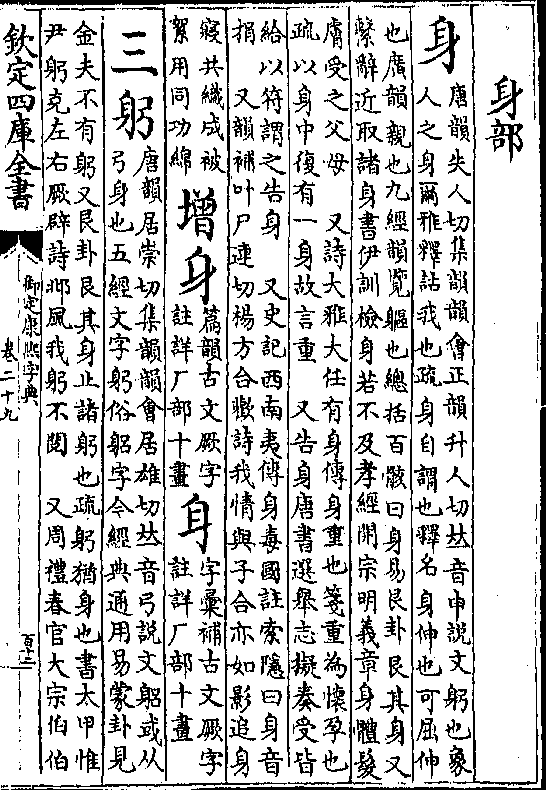 身部
身
唐韻失人切集韻韻會正韻升人切𠀤音申說文躬也象
人之身爾雅釋詁我也疏身自謂也釋名身伸也可屈伸
也廣韻親也九經韻覽軀也總括百骸曰身易艮卦艮其身又
繫辭近取諸身書伊訓檢身若不及孝經開宗明義章身體髮
膚受之父母 又詩大雅大任有身傳身重也箋重為懷孕也
疏以身中復有一身故言重 又告身唐書選舉志擬奏受皆
給以符謂之告身 又史記西南夷傳身毒國註索隱曰身音
捐 又韻補叶尸連切楊方合歡詩我情與子合亦如影追身
寢共織成被
絮用同功綿
增身
篇韻古文厥字
註詳厂部十畫
身
字彙補古文厥字
註詳厂部十畫
三躬
唐韻居崇切集韻韻會居雄切𠀤音弓說文躳或从
弓身也五經文字躬俗躳字今經典通用易蒙卦見
金夫不有躬又艮卦艮其身止諸躬也疏躬猶身也書太甲惟
尹躬克左右厥辟詩邶風我躬不閱 又周禮春官大宗伯伯
欽定四庫全書
御定康熙字典
卷二十九